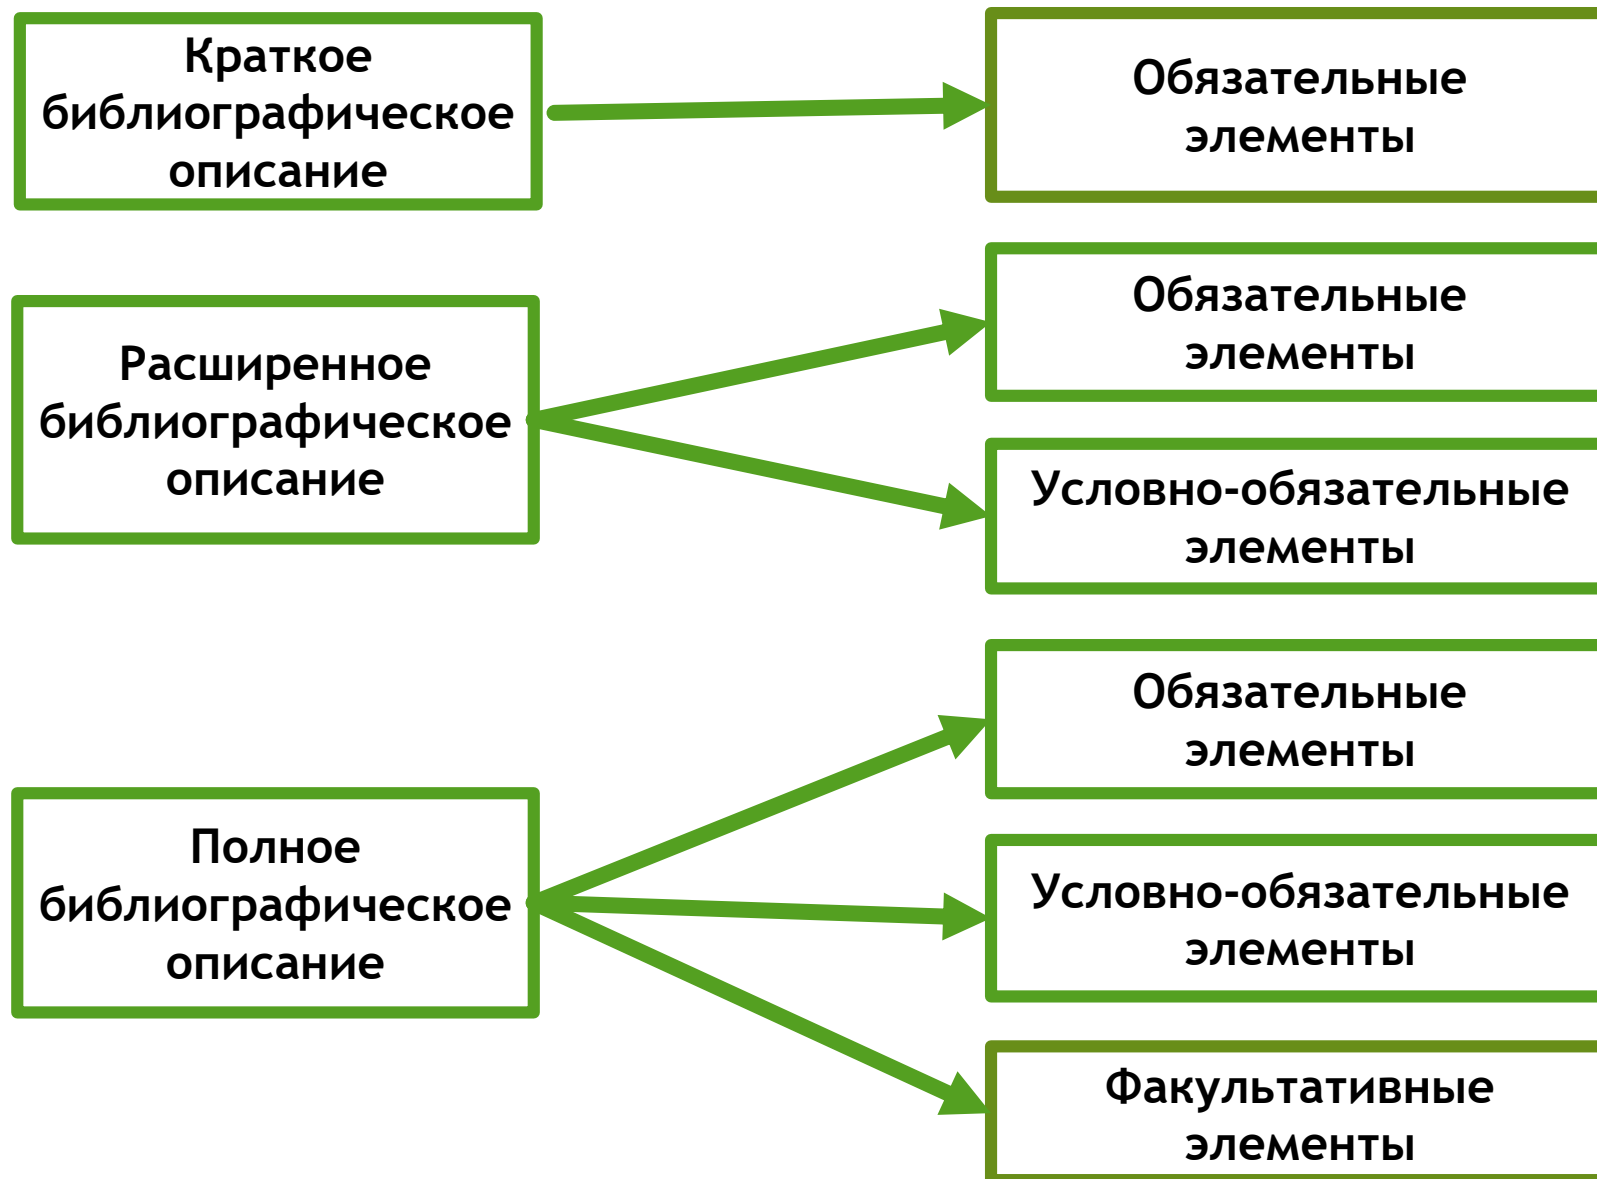 Краткое
библиографическое
описание
Обязательные
элементы
Расширенное
библиографическое
описание
Обязательные
элементы
Условно-обязательные
элементы
Полное
библиографическое
описание
Обязательные
элементы
Условно-обязательные
элементы
Факультативные
элементы